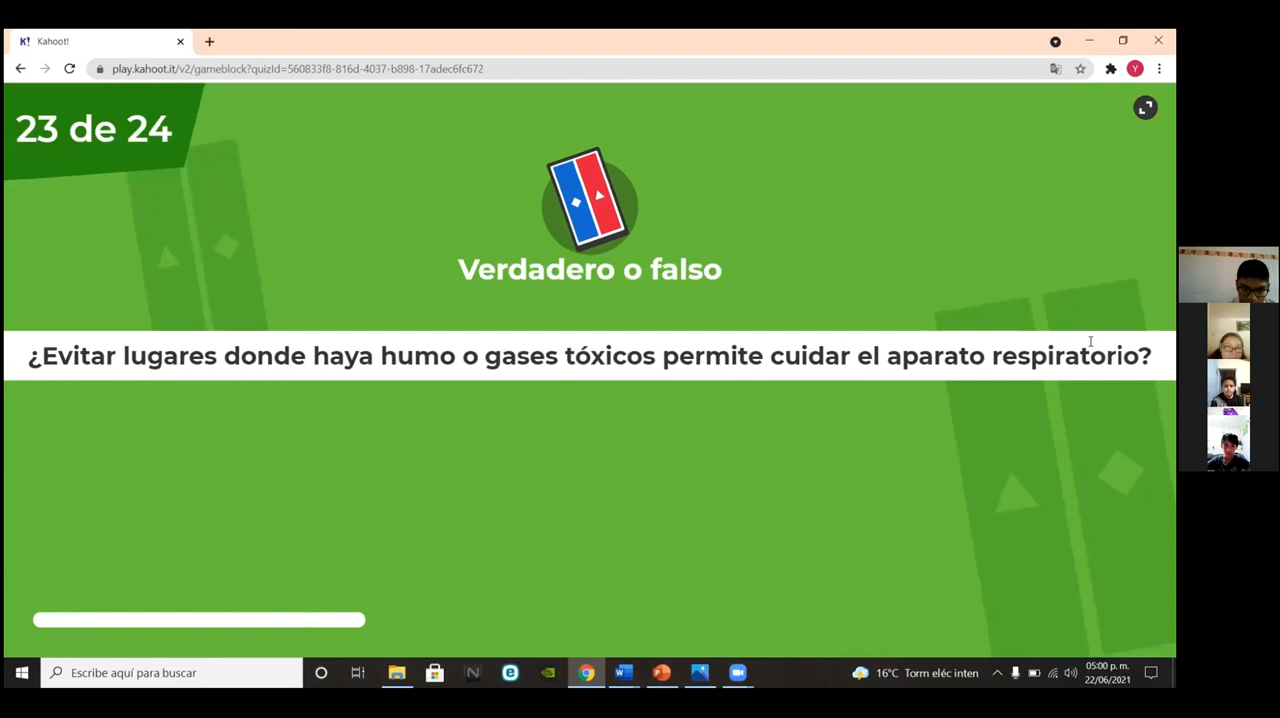 K! Kahoot!
play.kahoot.it/v2/gameblock?quizId=560833f8-816d-4037-b898-17adec6fc672
Y
23 de 24
Verdadero o falso
¿Evitar lugares donde haya humo o gases tóxicos permite cuidar el aparato respiratorio?
Escribe aquí para buscar
16°C Torm eléc inten
05:00 p. m.
22/06/2021